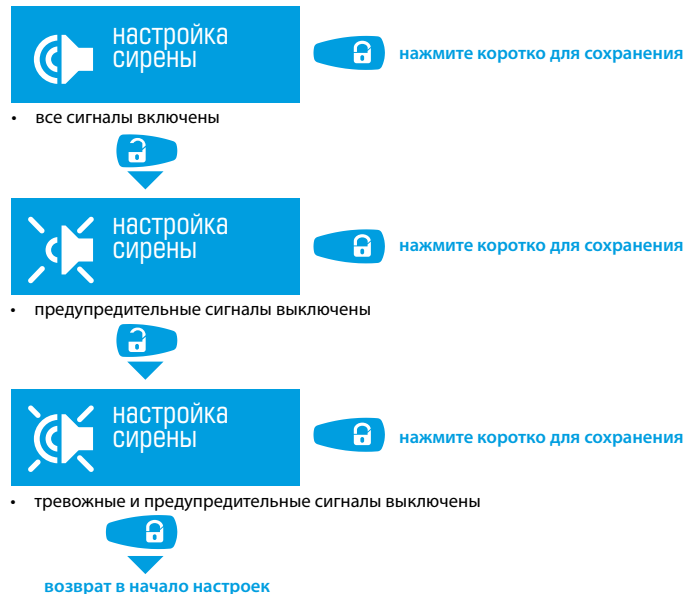 настройка
сирены
нажмите коротко для сохранения
• все сигналы включены
настройка
сирены
нажмите коротко для сохранения
• предупредительные сигналы выключены
настройка
сирены
нажмите коротко для сохранения
• тревожные и предупредительные сигналы выключены
возврат в начало настроек